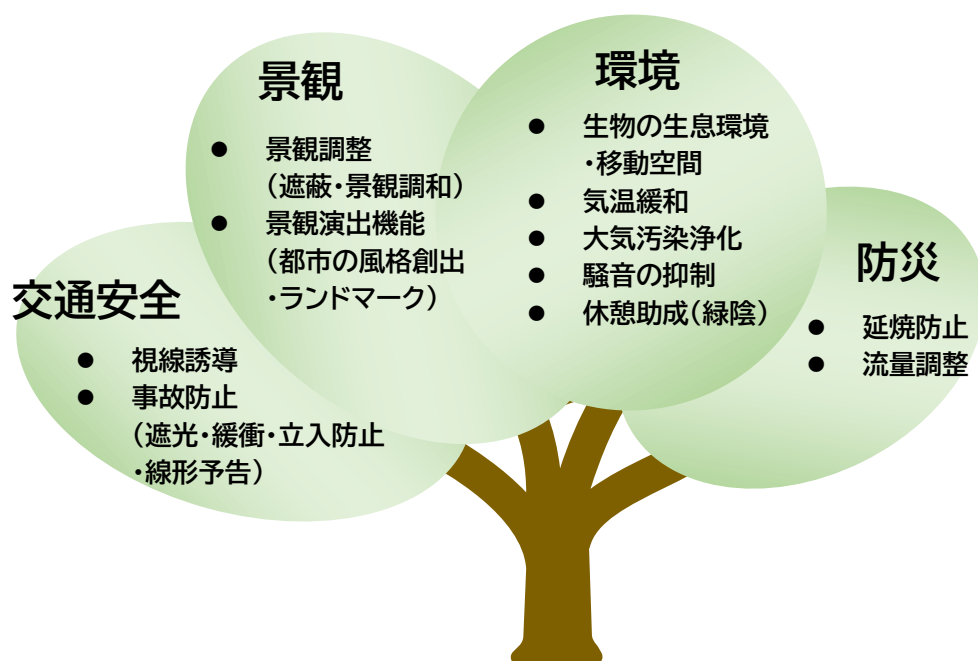 景観
● 景観調整
（遮蔽・景観調和）
● 景観演出機能
（都市の風格創出
・ランドマーク）
環境
● 生物の生息環境
・移動空間
● 気温緩和
● 大気汚染浄化
● 騒音の抑制
● 休憩助成（緑陰）
交通安全
● 視線誘導
● 事故防止
（遮光・緩衝・立入防止
・線形予告）
防災
● 延焼防止
● 流量調整